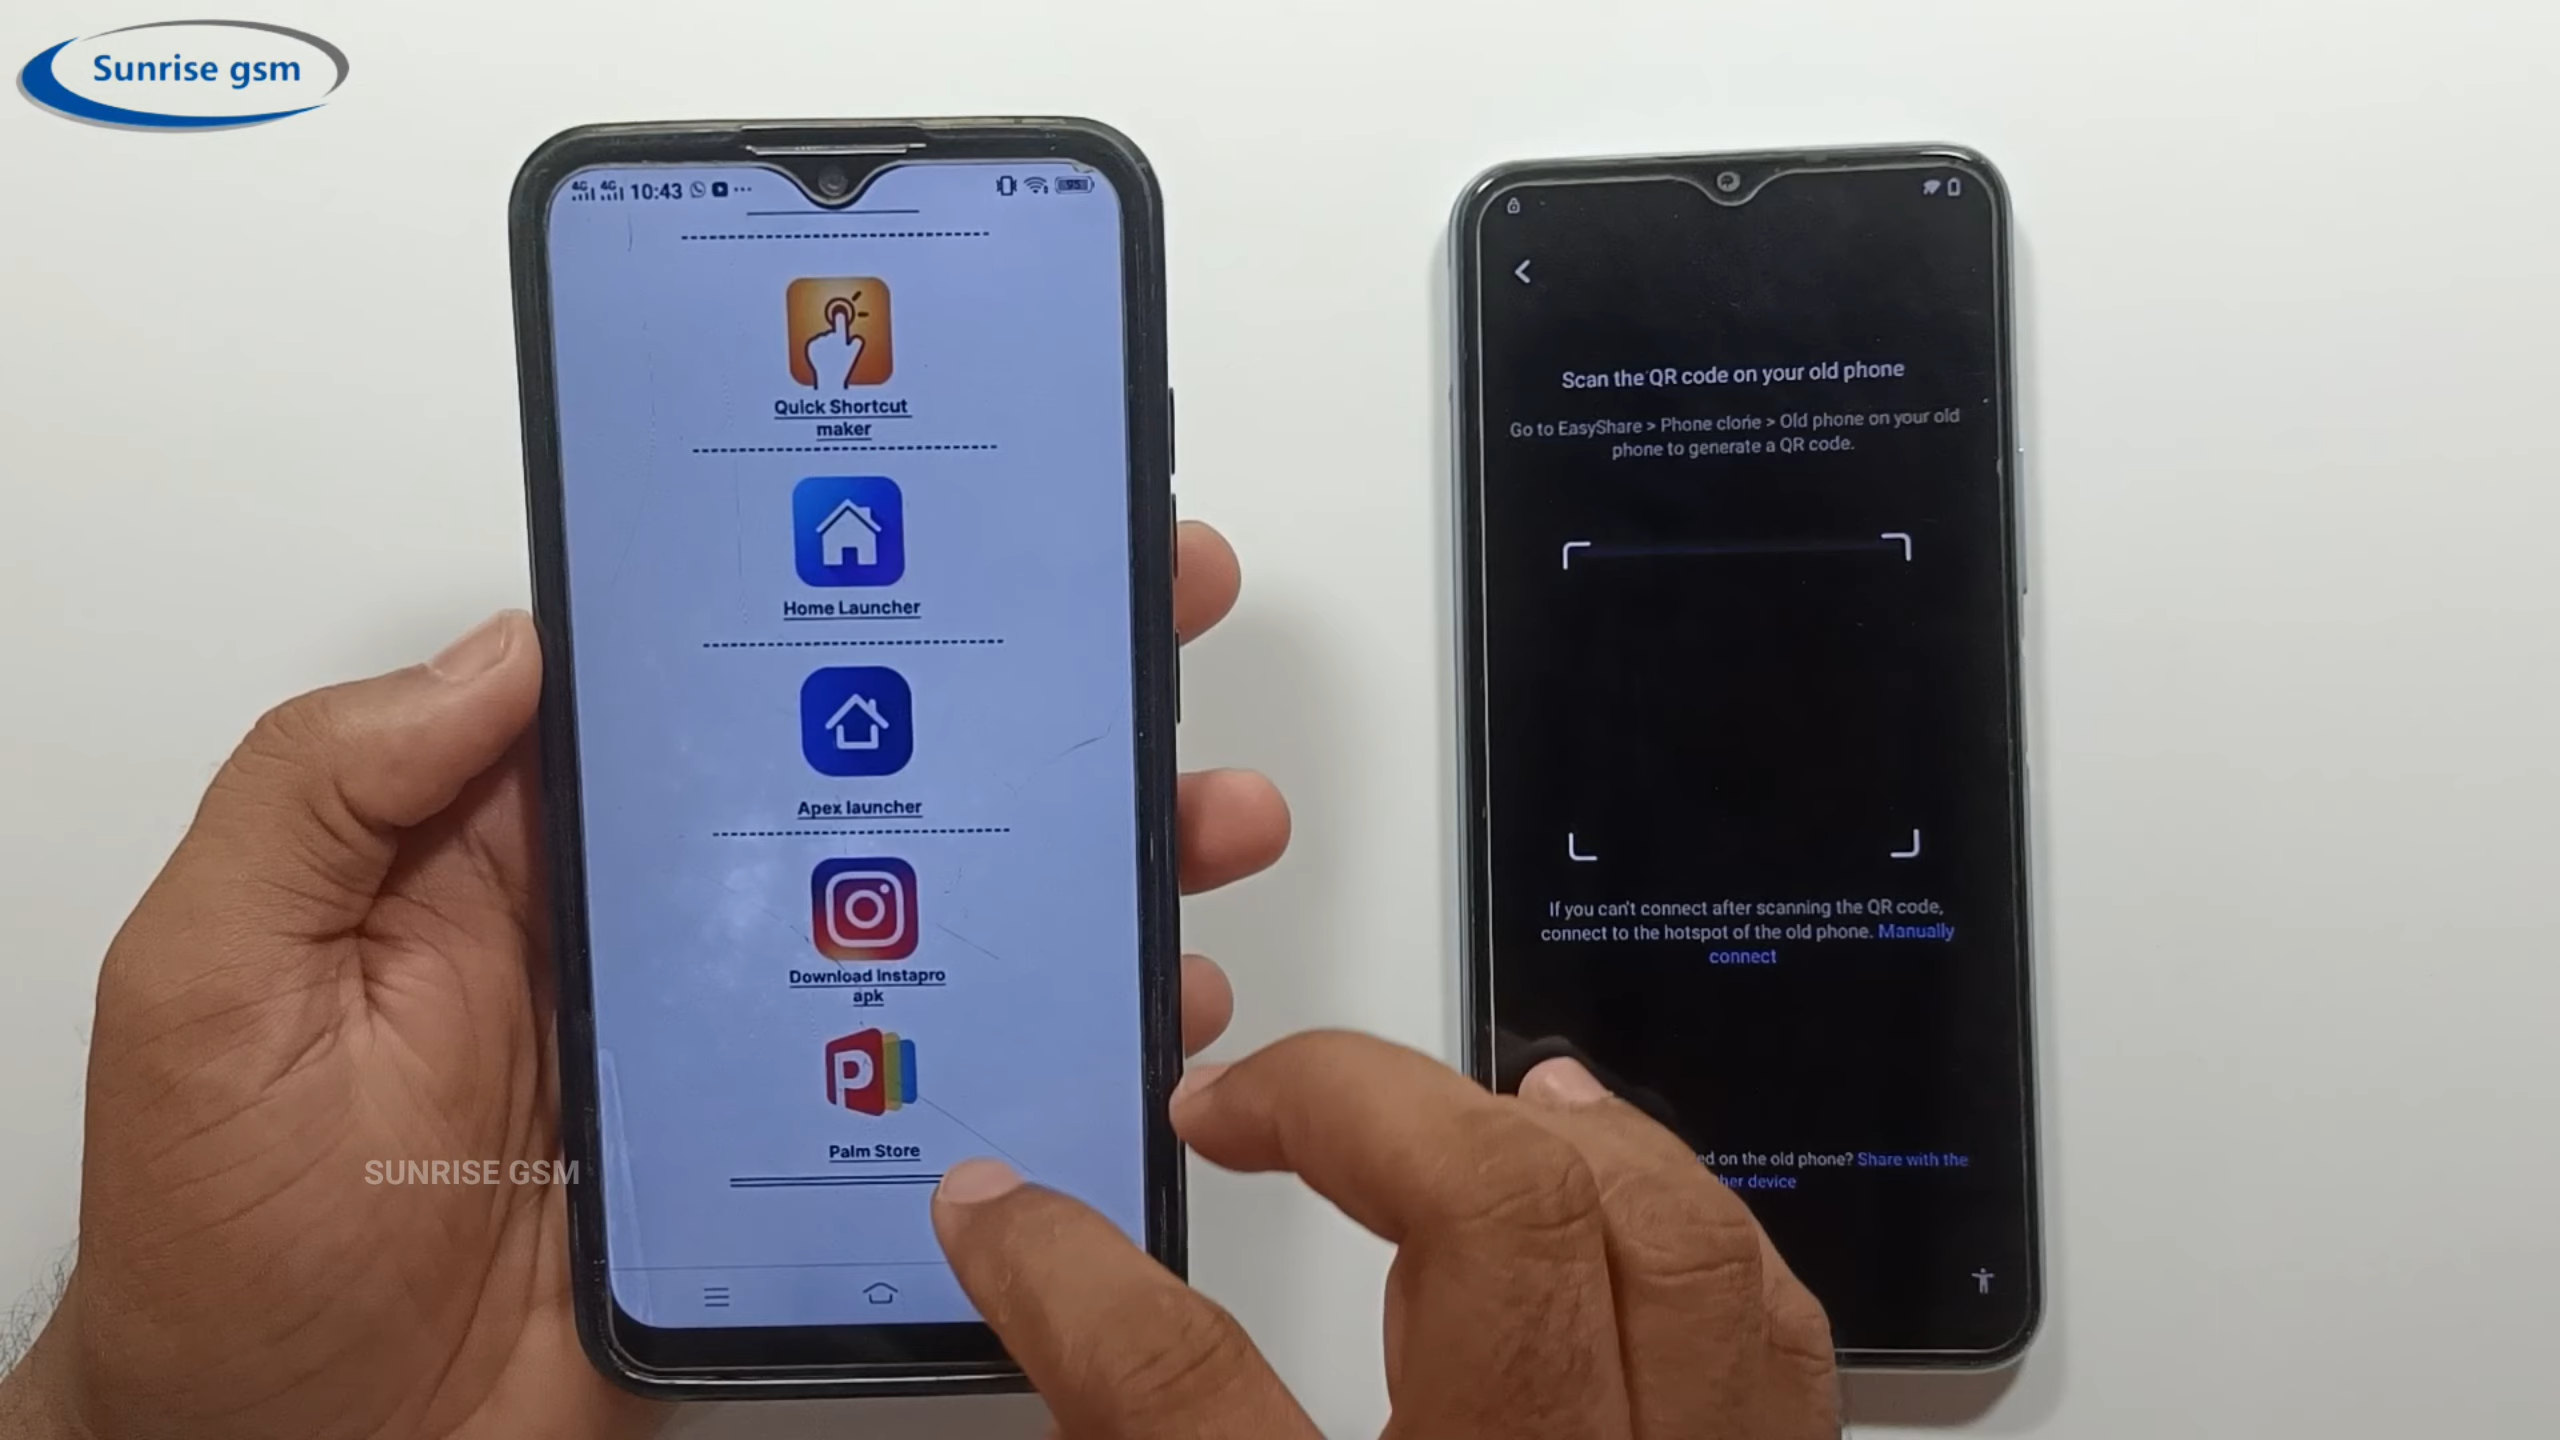 Sunrise gsm
4G 4G 10:43
95
Quick Shortcut
maker
Home Launcher
Apex launcher
Download Instapro
apk
P
Palm Store
SUNRISE GSM
Scan the QR code on your old phone
Go to EasyShare > Phone clone > Old phone on your old
phone to generate a QR code.
If you can't connect after scanning the QR code,
connect to the hotspot of the old phone. Manually
connect
on the old phone? Share with the
device